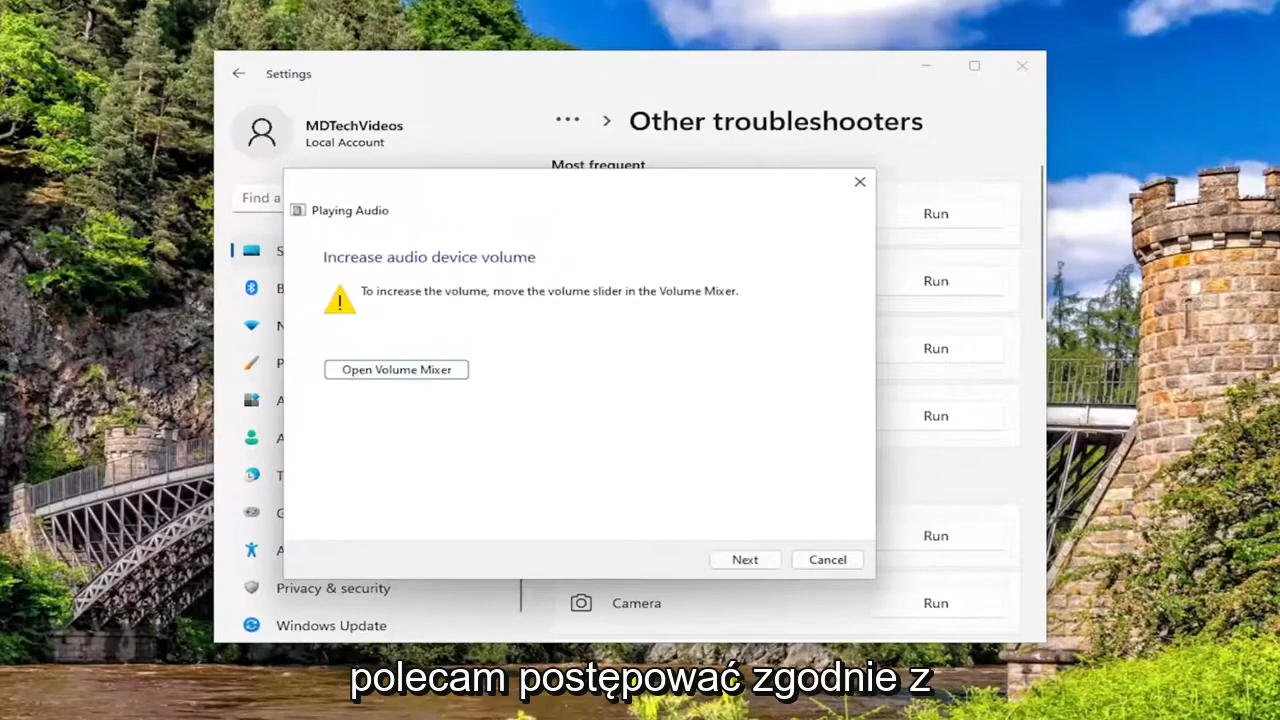 Settings
MDTechVideos
Local Account
Other troubleshooters
Most frequent
Find a
Run
Playing Audio
Increase audio device volume
Run
To increase the volume, move the volume slider in the Volume Mixer.
Run
Open Volume Mixer
Run
Run
Next
Cancel
Privacy & security
Camera
Run
Windows Update
polecam postępować zgodnie z